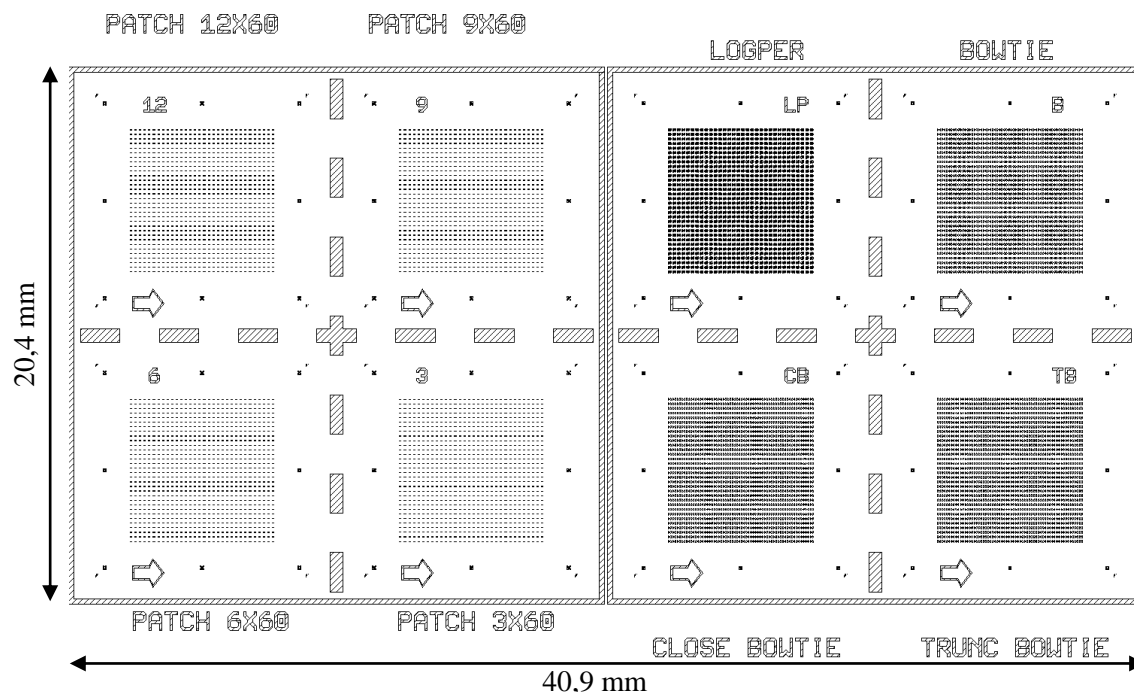 PATCH 12X60 PATCH 9X60
LOGPER BOWTIE
12 9 LP B
20,4 mm
6 3 CB TB
PATCH 6X60 PATCH 3X60
CLOSE BOWTIE TRUNC BOWTIE
40,9 mm